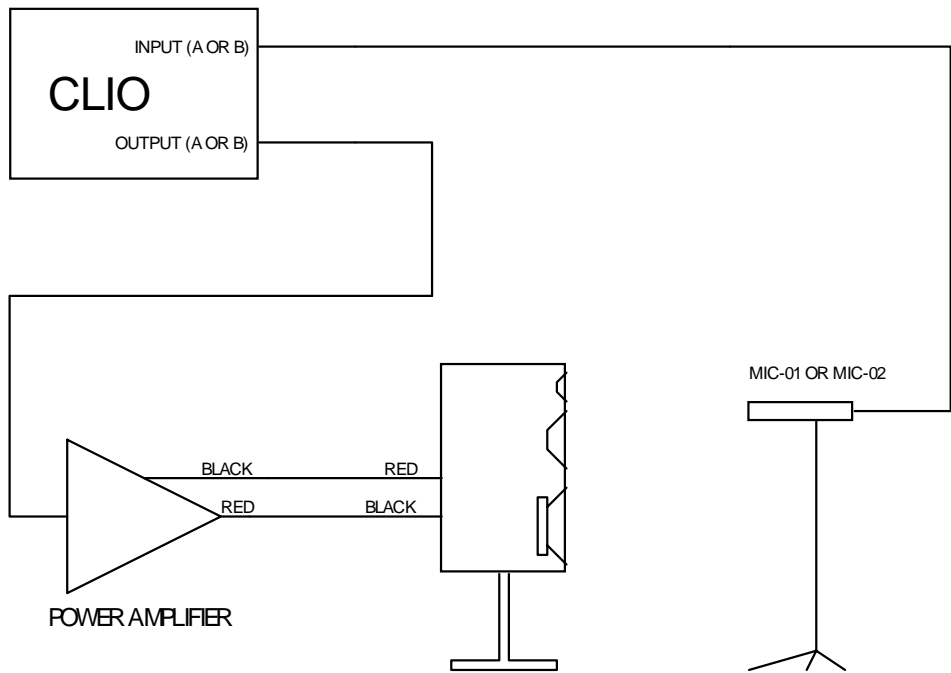 INPUT (A OR B)
CLIO
OUTPUT (A OR B)
MIC-01 OR MIC-02
BLACK RED
RED BLACK
POWER AMPLIFIER